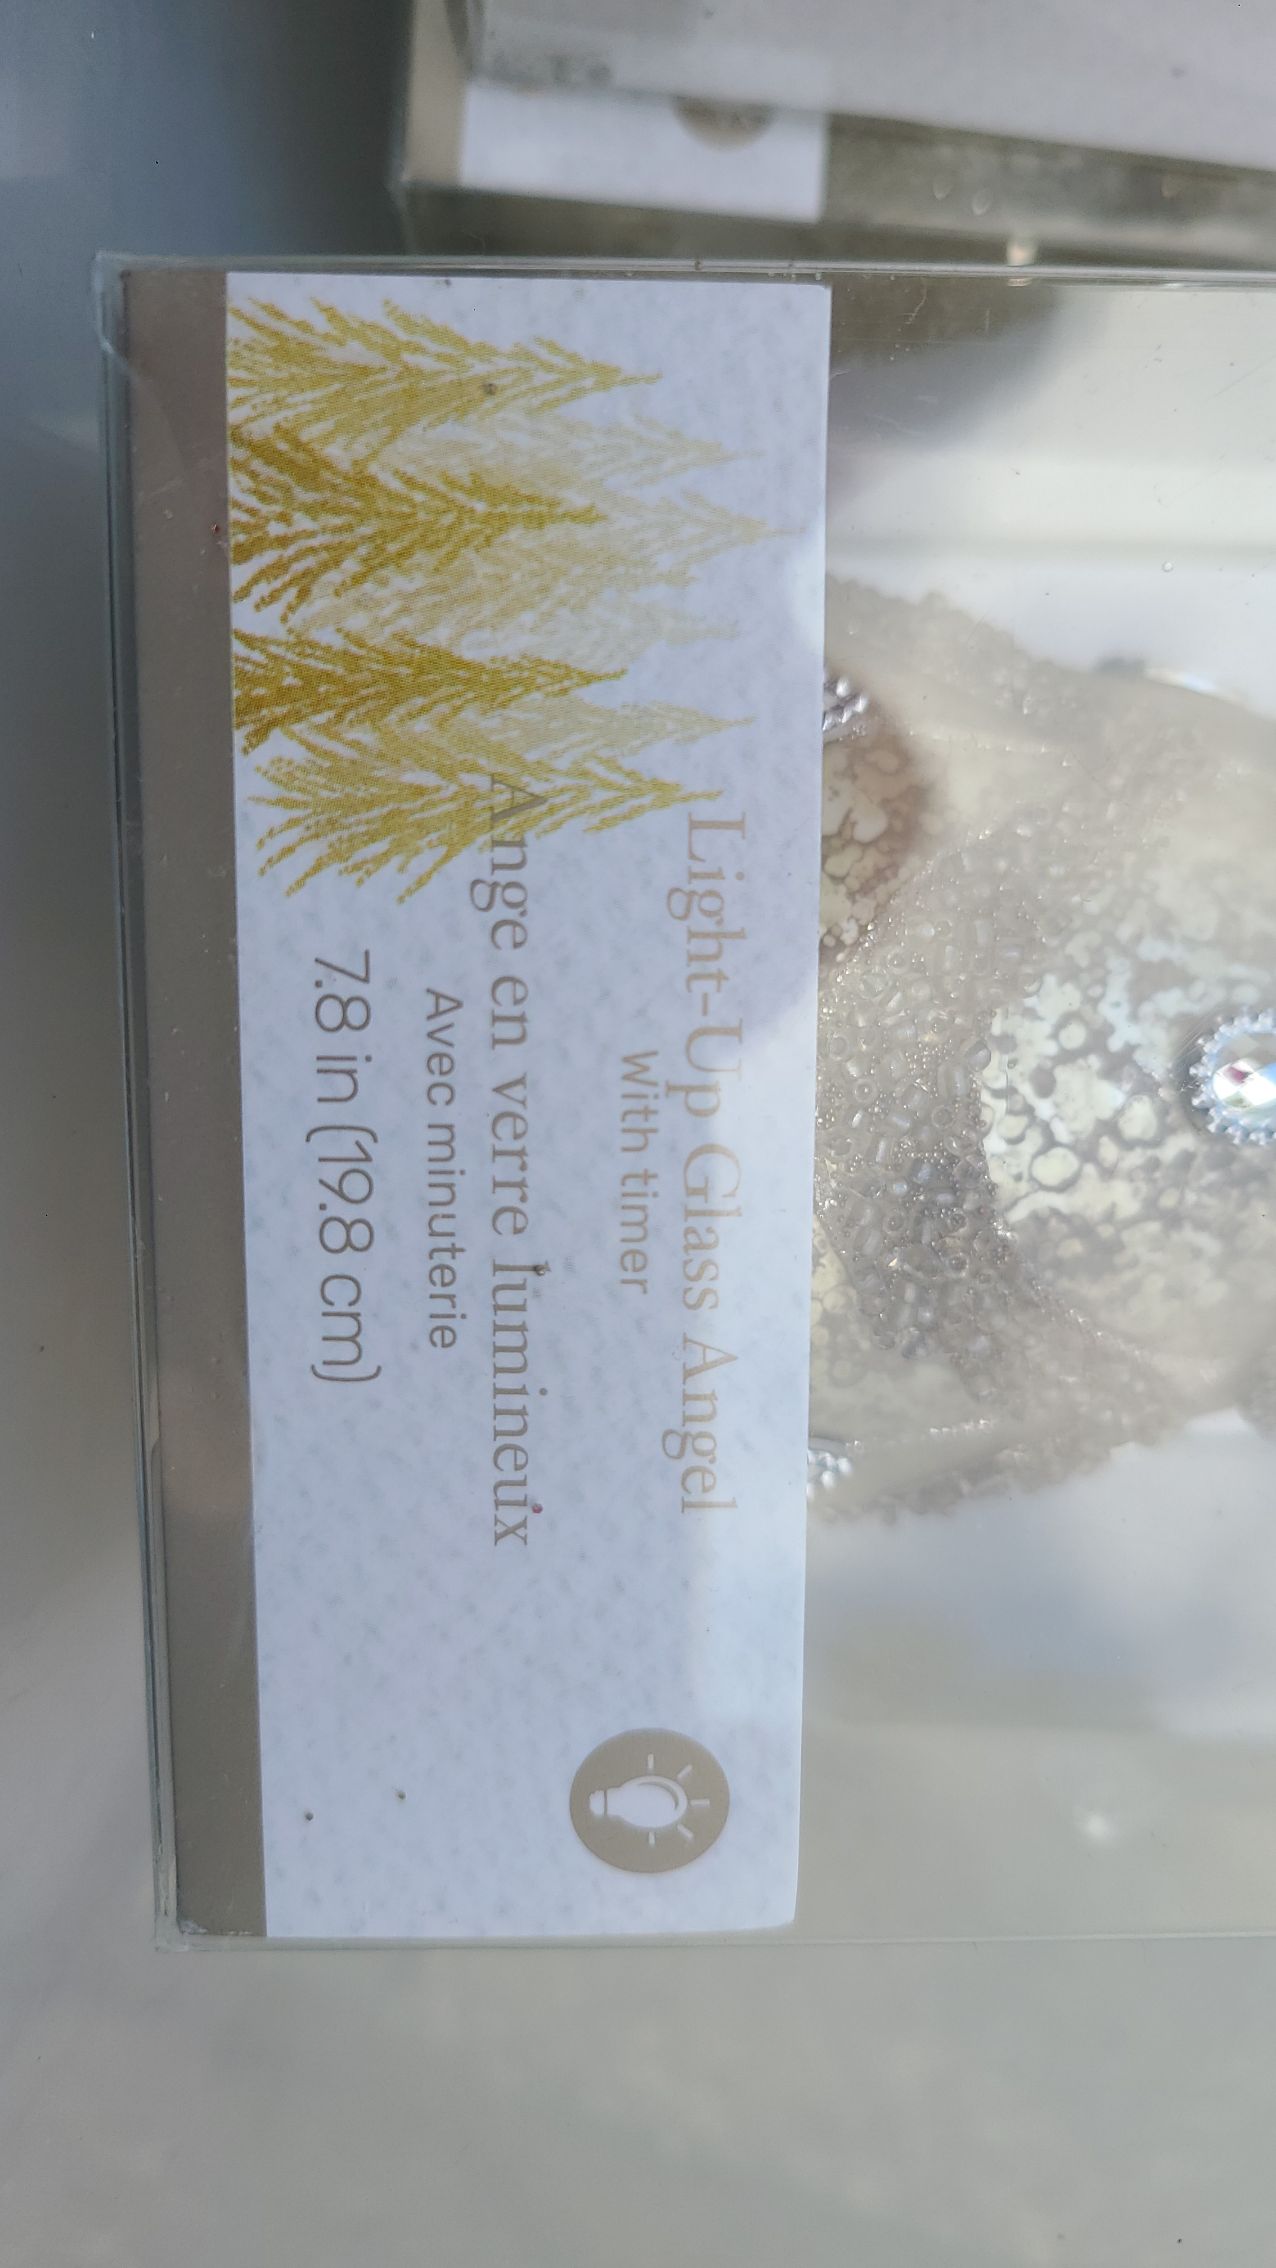 Light-Up Glass Angel
With timer
Ange en verre lumineux
Avec minuterie
7.8 in (19.8 cm)